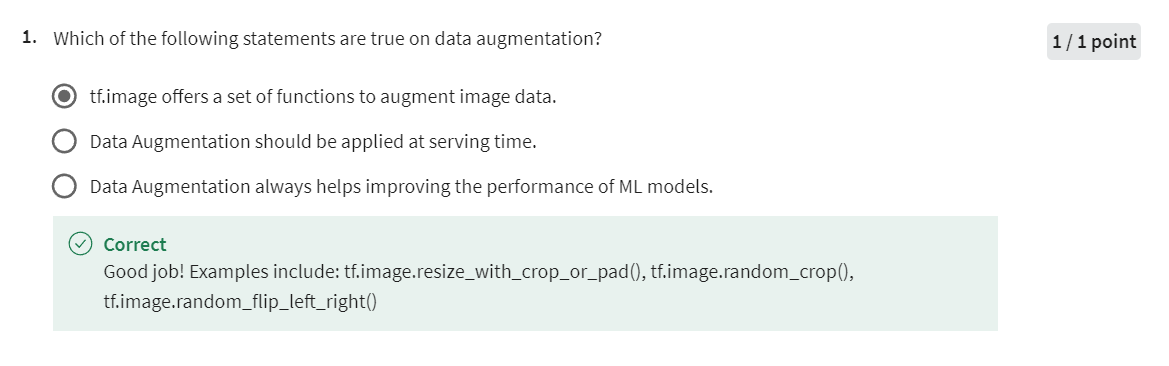 1. Which of the following statements are true on data augmentation?
1 / 1 point
tf.image offers a set of functions to augment image data.
Data Augmentation should be applied at serving time.
Data Augmentation always helps improving the performance of ML models.
Correct
Good job! Examples include: tf.image.resize_with_crop_or_pad(), tf.image.random_crop(),
tf.image.random_flip_left_right()